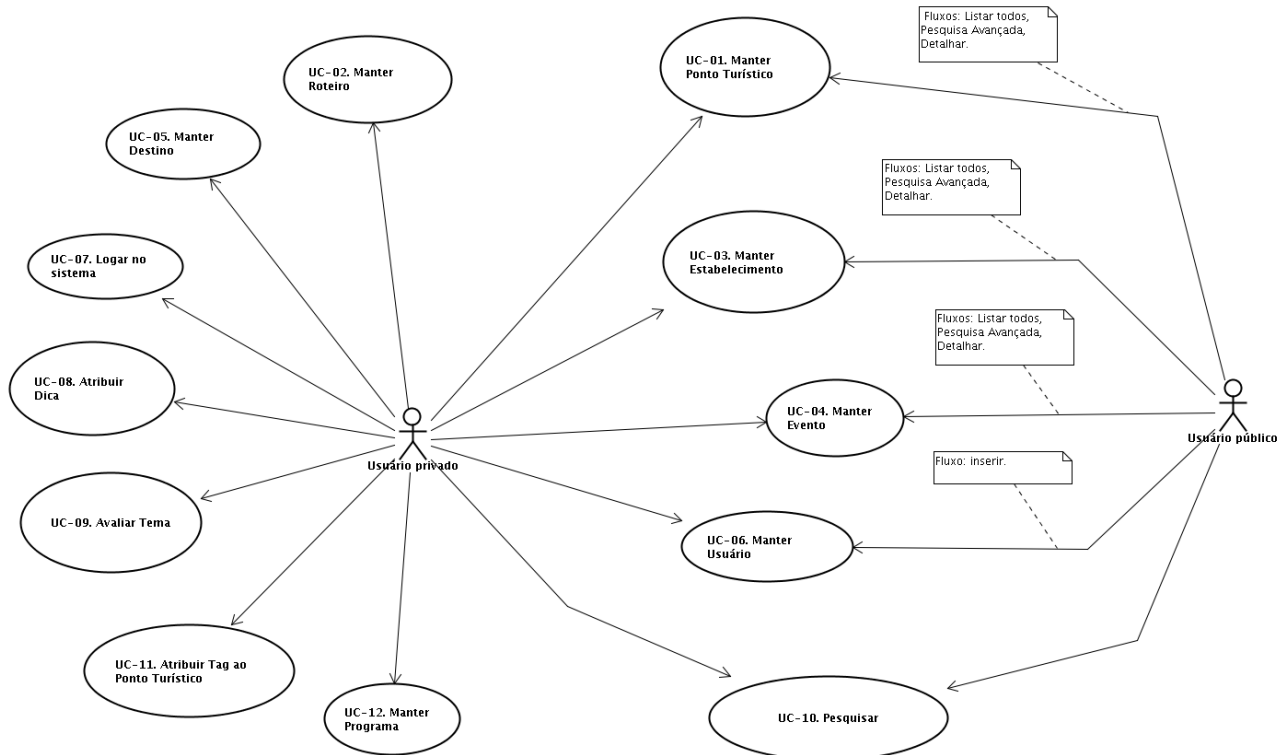 Fluxos: Listar todos,
Pesquisa Avançada,
Detalhar.
UC-02. Manter
Roteiro
UC-01. Manter
Ponto Turístico
UC-05. Manter
Destino
Fluxos: Listar todos,
Pesquisa Avançada,
Detalhar.
UC-07. Logar no
sistema
UC-03. Manter
Estabelecimento
Fluxos: Listar todos,
Pesquisa Avançada,
Detalhar.
UC-08. Atribuir
Dica
UC-04. Manter
Evento
Usuário público
Usuário privado
Fluxo: inserir.
UC-09. Avaliar Tema
UC-06. Manter
Usuário
UC-11. Atribuir Tag ao
Ponto Turístico
UC-12. Manter
Programa
UC-10. Pesquisar